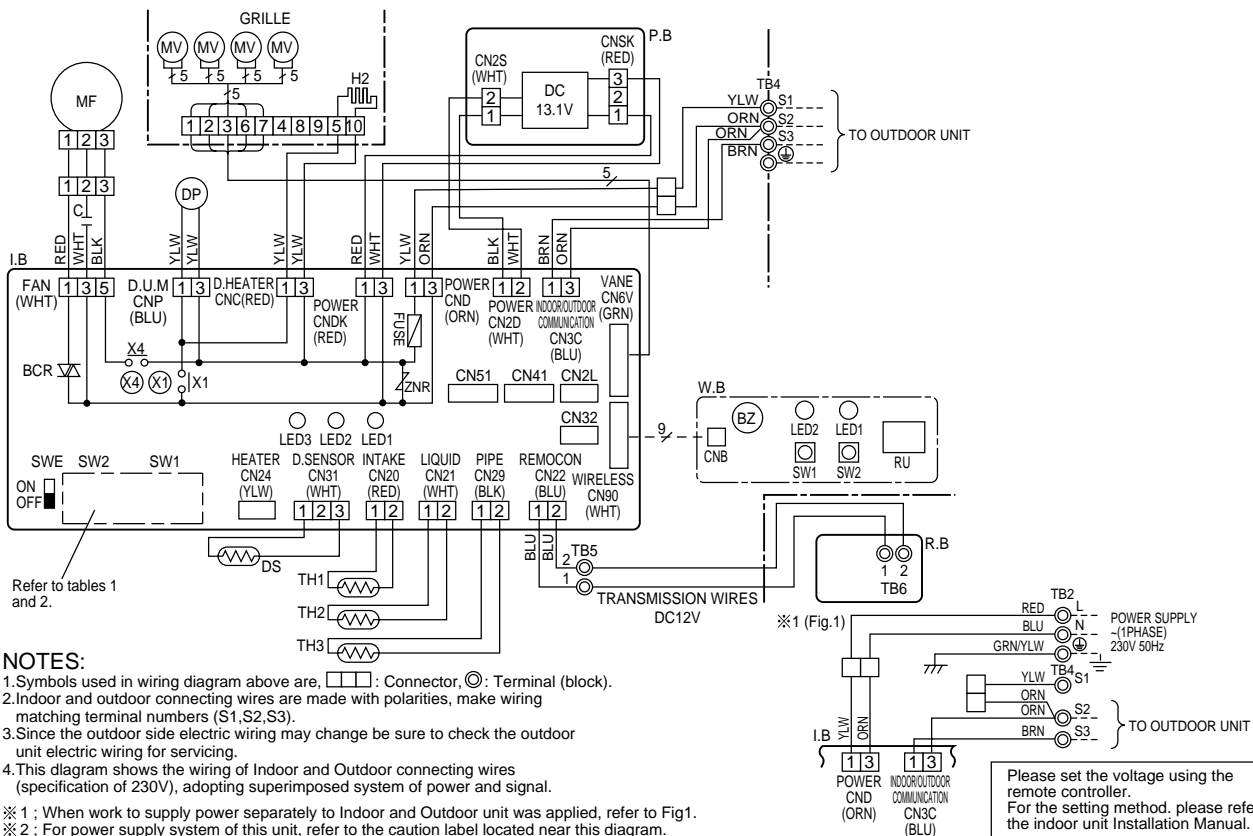 GRILLE
MV MV MV MV
5 5 5 5
5
H2
1 2 3 6 7 4 8 9 5 10
MF
1 2 3
1 2 3
C
DP
P.B
CN2S
(WHT)
2
1
DC
13.1V
CNSK
(RED)
3
2
1
TB4
YLW S1
ORN S2
ORN S3
BRN
TO OUTDOOR UNIT
5
RED WHT BLK
YLW YLW
YLW YLW
RED WHT
YLW ORN
BLK WHT
BRN ORN
I.B
FAN
(WHT)
1 3 5
D.U.M
CNP
(BLU)
1 3
D.HEATER
CNC(RED)
1 3
POWER
CNDK
(RED)
1 3
1 3
POWER
CND
(ORN)
1 2
POWER
CN2D
(WHT)
1 3
INDOOR/OUTDOOR
COMMUNICATION
CN3C
(BLU)
VANE
CN6V
(GRN)
FUSE
BCR
X4
X4 X1 X1
ZNR
CN51 CN41 CN2L
CN32
LED3 LED2 LED1
SWE SW2 SW1
ON
OFF
HEATER
CN24
(YLW)
D.SENSOR
CN31
(WHT)
1 2 3
INTAKE
CN20
(RED)
1 2
LIQUID
CN21
(WHT)
1 2
PIPE
CN29
(BLK)
1 2
REMOCON
CN22
(BLU)
1 2
WIRELESS
CN90
(WHT)
9
W.B
BZ
CNB
LED2 LED1
SW1 SW2
RU
DS
TH1
TH2
TH3
BLU BLU
2 TB5
1
TRANSMISSION WIRES
DC12V
R.B
1 2
TB6
Refer to tables 1
and 2.
※1 (Fig.1)
TB2
RED L
BLU N
GRN/YLW
POWER SUPPLY
~(1PHASE)
230V 50Hz
TB4
YLW S1
ORN
ORN S2
BRN S3
TO OUTDOOR UNIT
I.B
YLW ORN
1 3
POWER
CND
(ORN)
1 3
INDOOR/OUTDOOR
COMMUNICATION
CN3C
(BLU)
NOTES:
1.Symbols used in wiring diagram above are, : Connector, : Terminal (block).
2.Indoor and outdoor connecting wires are made with polarities, make wiring
matching terminal numbers (S1,S2,S3).
3.Since the outdoor side electric wiring may change be sure to check the outdoor
unit electric wiring for servicing.
4.This diagram shows the wiring of Indoor and Outdoor connecting wires
(specification of 230V), adopting superimposed system of power and signal.
※1 ; When work to supply power separately to Indoor and Outdoor unit was applied, refer to Fig1.
※2 ; For power supply system of this unit, refer to the caution label located near this diagram.
Please set the voltage using the
remote controller.
For the setting method. please refe
the indoor unit Installation Manual.